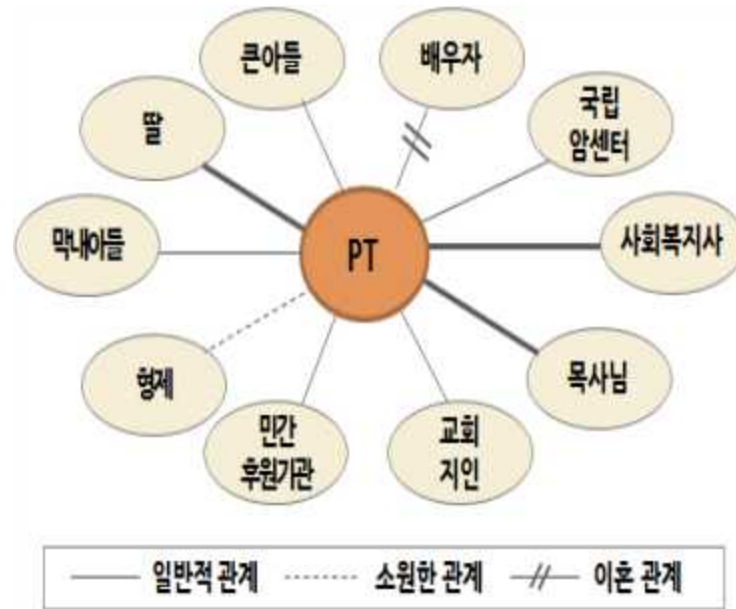 큰아들
배우자
딸
국립
암센터
막내아들
PT
사회복지사
형제
목사님
민간
후원기관
교회
지인
일반적 관계
소원한 관계
이혼 관계